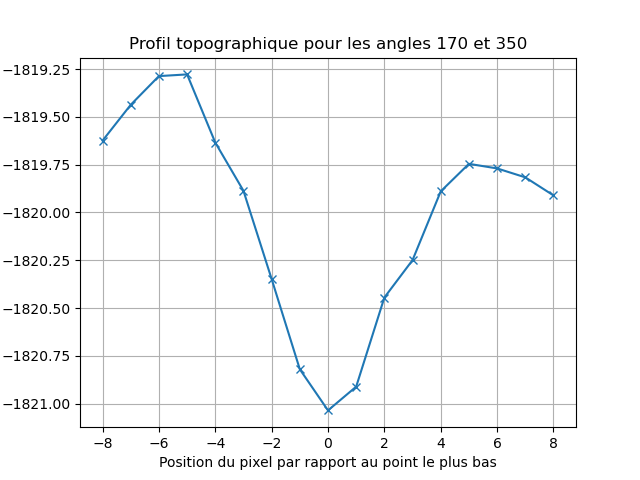 Profil topographique pour les angles 170 et 350
−1819.25
−1819.50
−1819.75
−1820.00
−1820.25
−1820.50
−1820.75
−1821.00
−8 −6 −4 −2 0 2 4 6 8
Position du pixel par rapport au point le plus bas